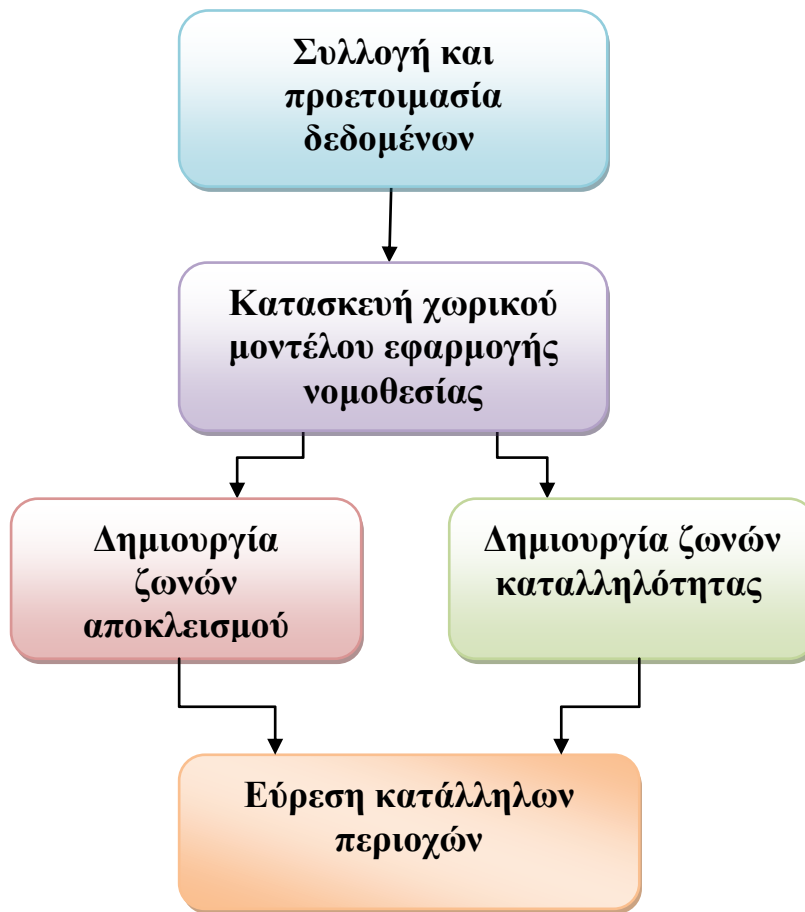 Συλλογή και
προετοιμασία
δεδομένων
Κατασκευή χωρικού
μοντέλου εφαρμογής
νομοθεσίας
Δημιουργία
ζωνών
αποκλεισμού
Δημιουργία ζωνών
καταλληλότητας
Εύρεση κατάλληλων
περιοχών